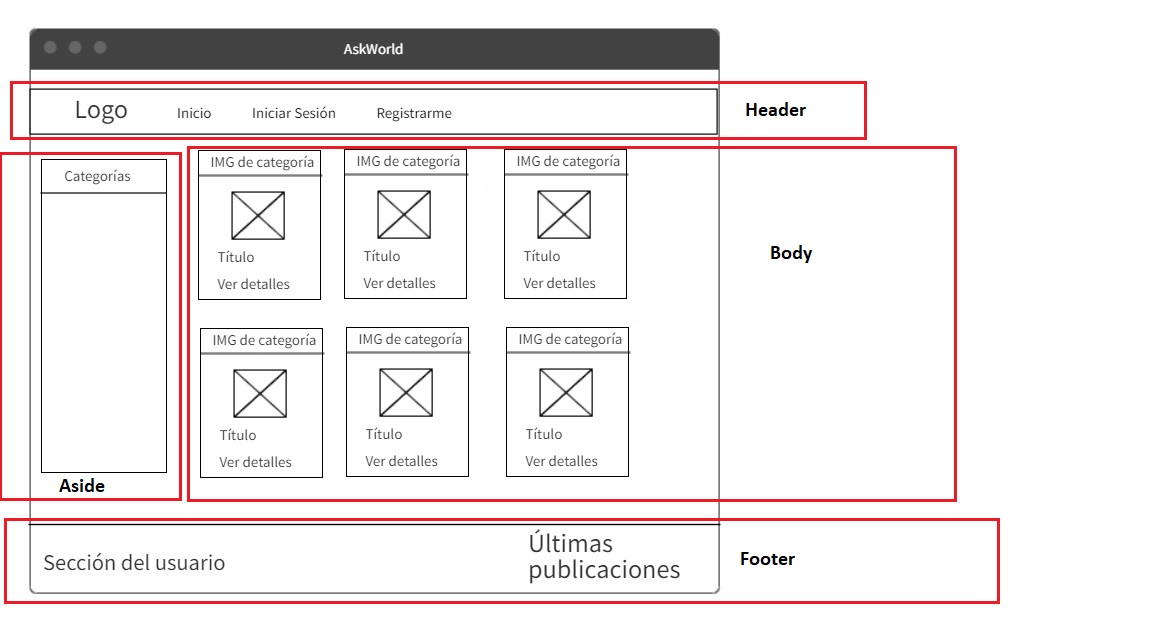 AskWorld
Logo Inicio Iniciar Sesión Registrarme
Header
Categorías
IMG de categoría IMG de categoría IMG de categoría
Título Título Título
Ver detalles Ver detalles Ver detalles
Body
IMG de categoría IMG de categoría IMG de categoría
Título Título Título
Ver detalles Ver detalles Ver detalles
Aside
Sección del usuario
Últimas
publicaciones
Footer